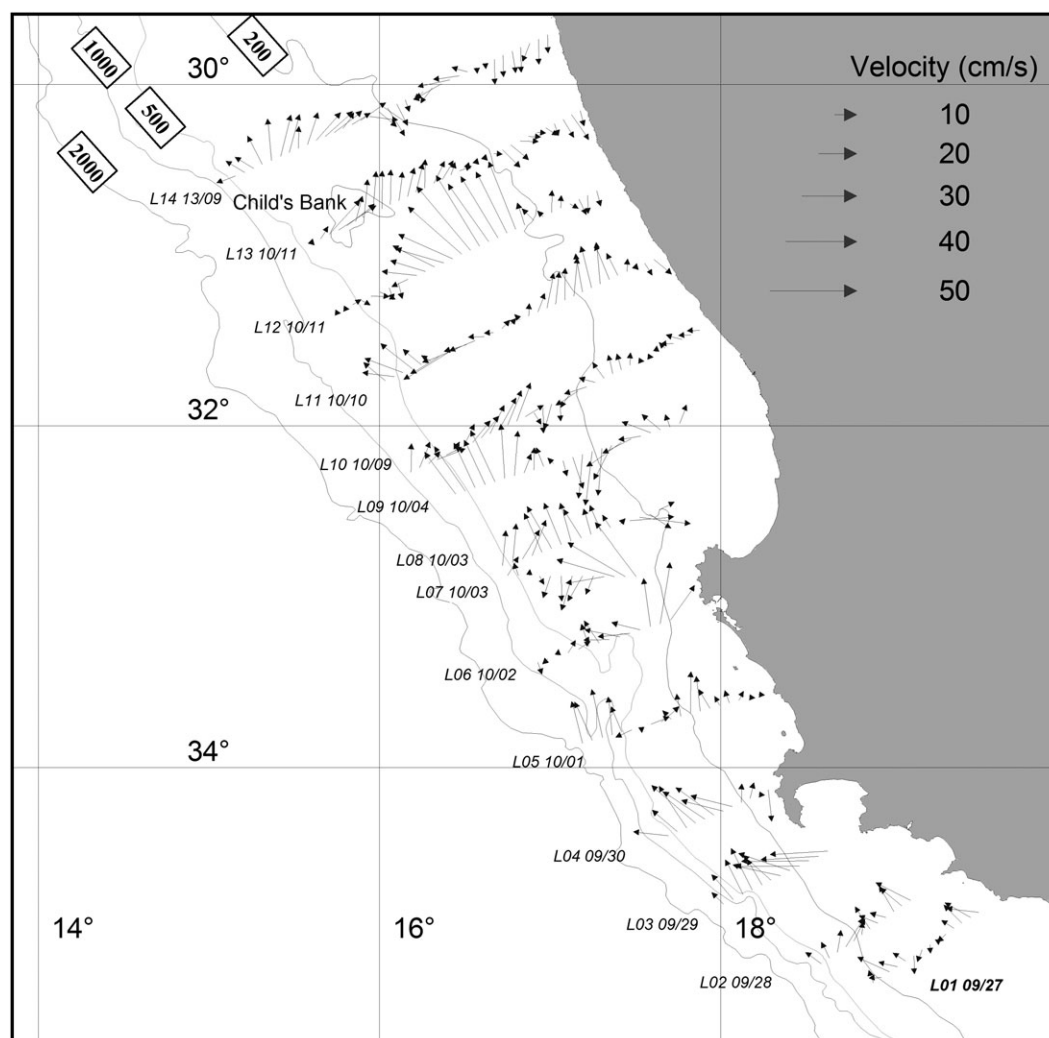 200
1000
500
2000
30°
Velocity (cm/s)
10
20
30
40
50
L14 13/09
Child's Bank
L13 10/11
L12 10/11
L11 10/10
32°
L10 10/09
L09 10/04
L08 10/03
L07 10/03
L06 10/02
34°
L05 10/01
L04 09/30
14°
16°
18°
L03 09/29
L02 09/28
L01 09/27